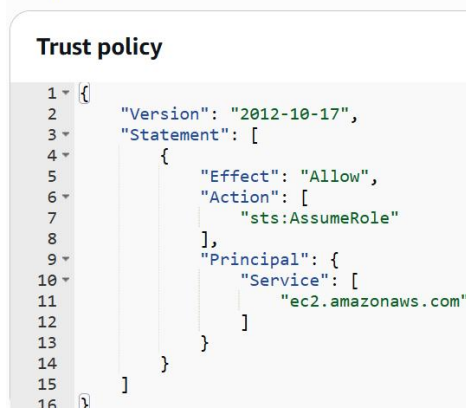 Trust policy
1 {
2 "Version": "2012-10-17",
3 "Statement": [
4 {
5 "Effect": "Allow",
6 "Action": [
7 "sts:AssumeRole"
8 ],
9 "Principal": {
10 "Service": [
11 "ec2.amazonaws.com"
12 ]
13 }
14 }
15 ]
16 }